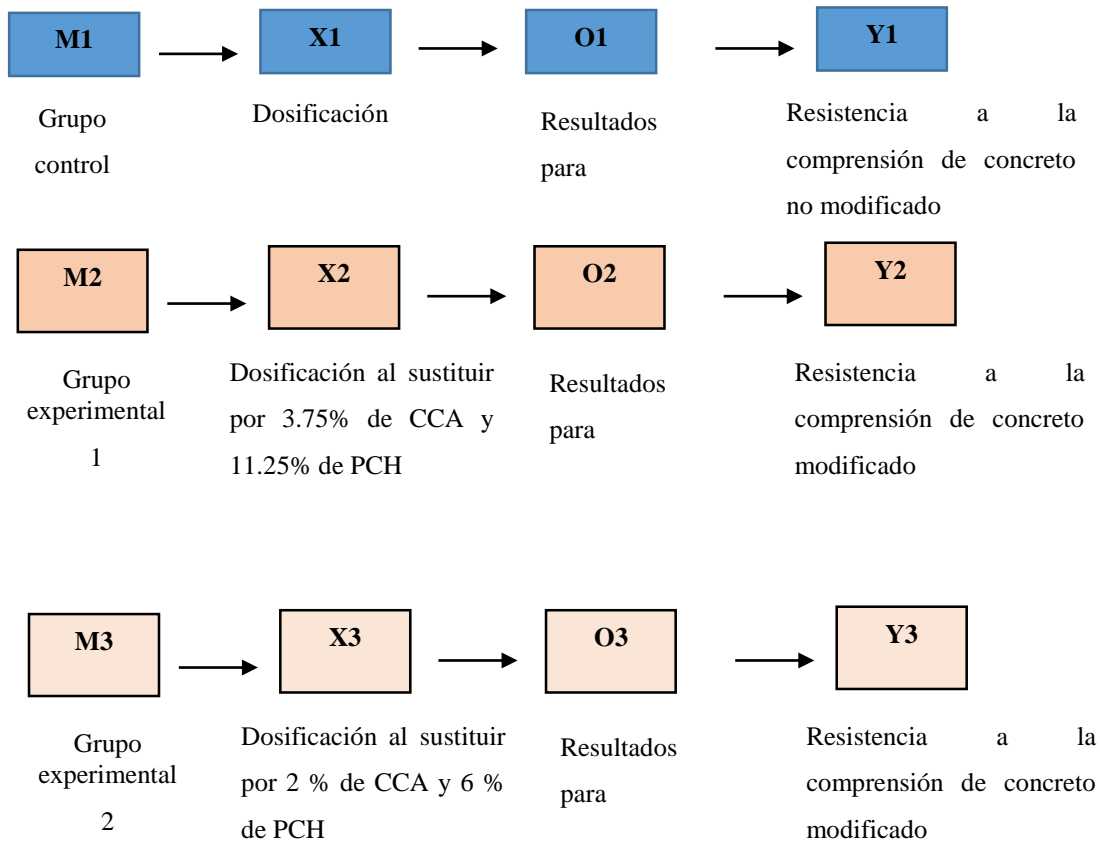 M1
X1
O1
Y1
Grupo
control
Dosificación
Resultados
para
Resistencia a la
comprensión de concreto
no modificado
M2
X2
O2
Y2
Grupo
experimental
1
Dosificación al sustituir
por 3.75% de CCA y
11.25% de PCH
Resultados
para
Resistencia a la
comprensión de concreto
modificado
M3
X3
O3
Y3
Grupo
experimental
2
Dosificación al sustituir
por 2 % de CCA y 6 %
de PCH
Resultados
para
Resistencia a la
comprensión de concreto
modificado